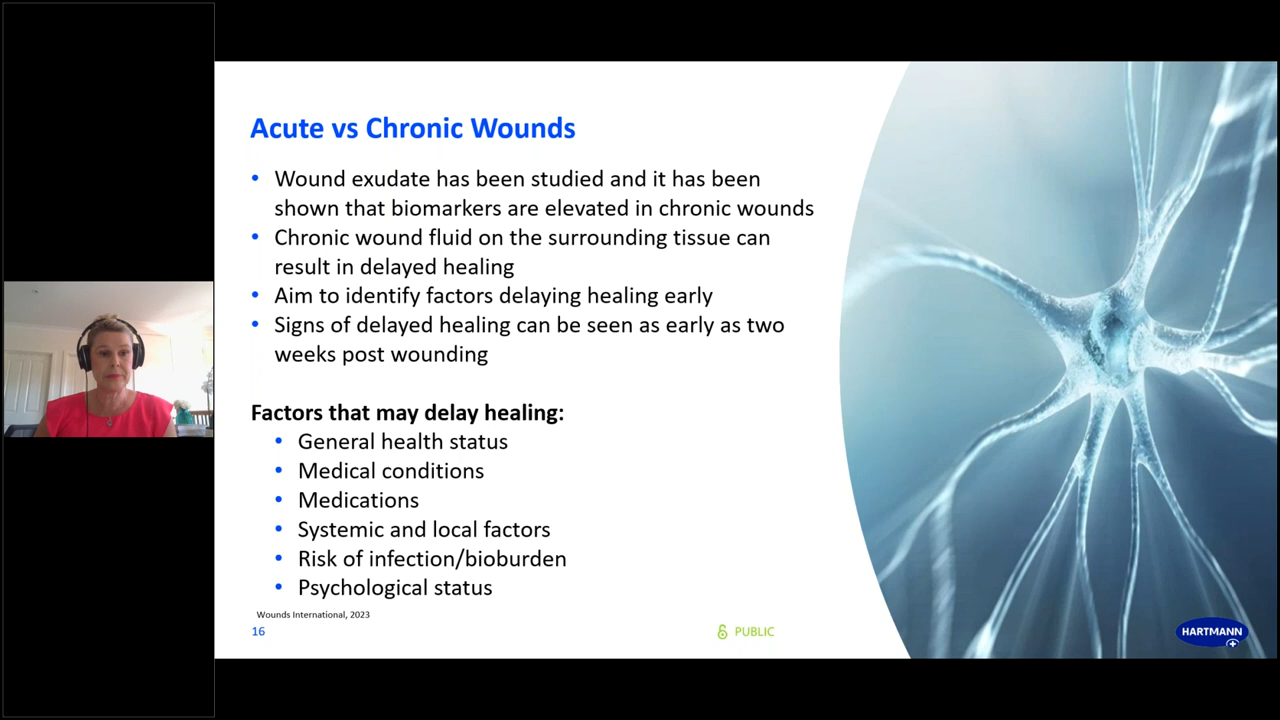 Acute vs Chronic Wounds
• Wound exudate has been studied and it has been
shown that biomarkers are elevated in chronic wounds
• Chronic wound fluid on the surrounding tissue can
result in delayed healing
• Aim to identify factors delaying healing early
• Signs of delayed healing can be seen as early as two
weeks post wounding
Factors that may delay healing:
• General health status
• Medical conditions
• Medications
• Systemic and local factors
• Risk of infection/bioburden
• Psychological status
Wounds International, 2023
16
PUBLIC
HARTMANN